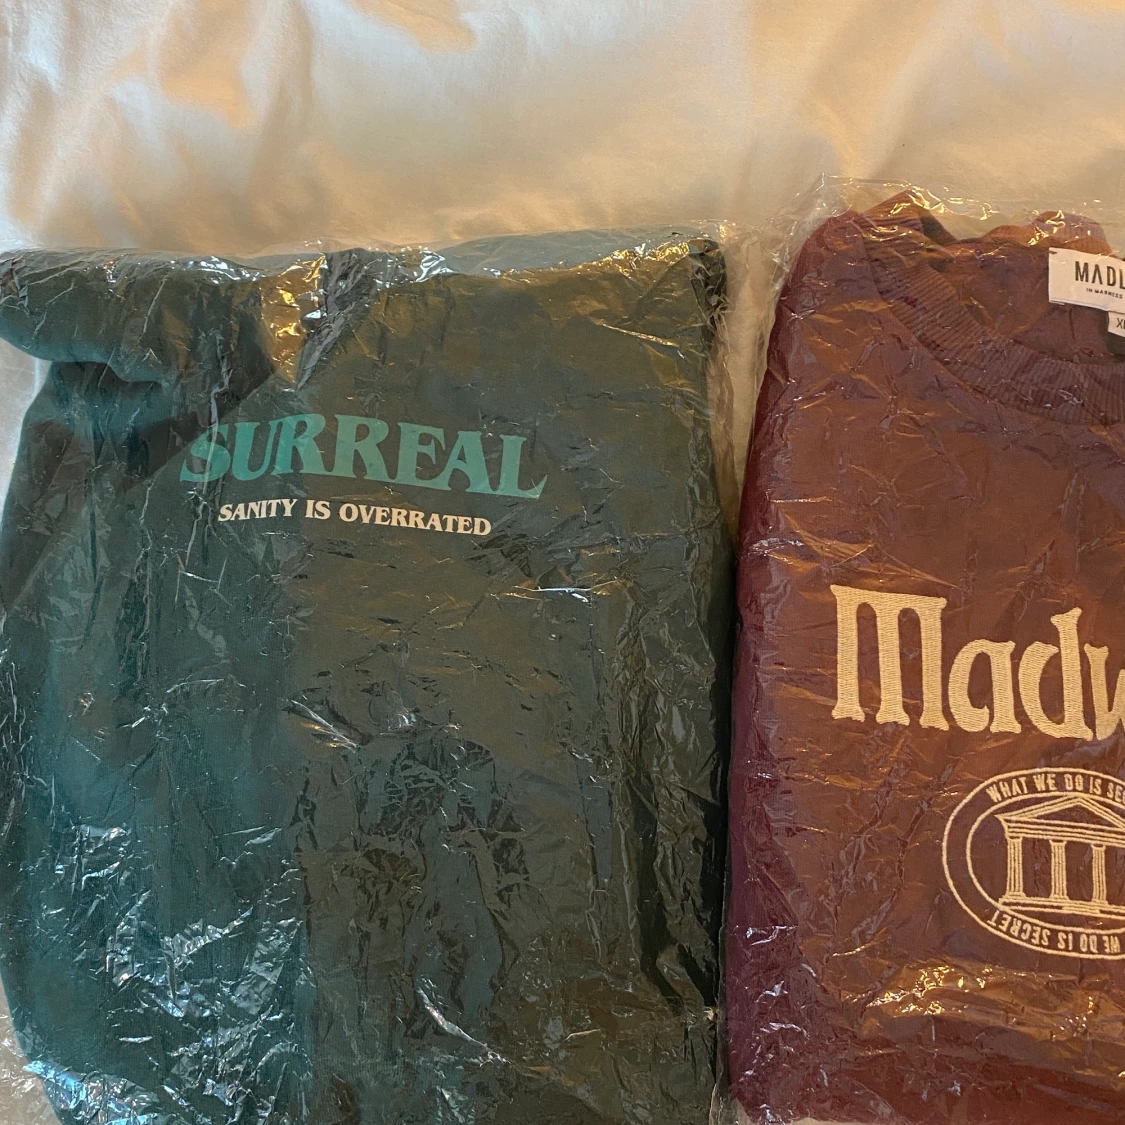 SURREAL
SANITY IS OVERRATED
MADL
Madw
WHAT WE DO IS SE
WE DO IS SECRET